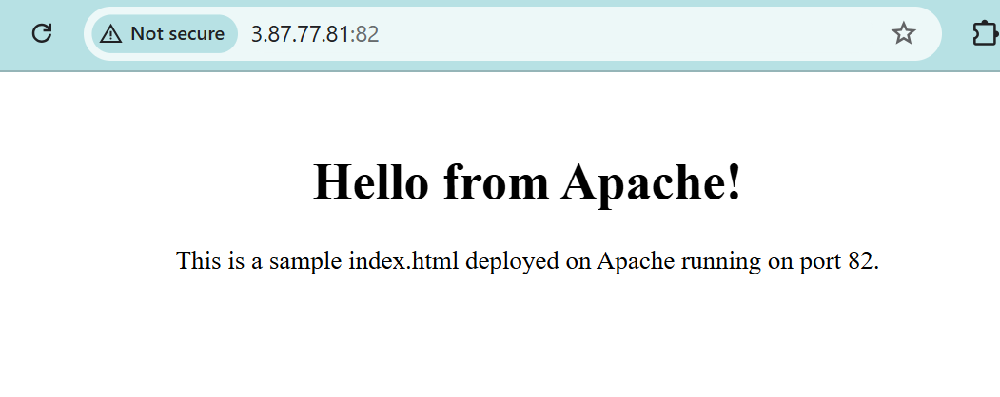 Not secure 3.87.77.81:82
Hello from Apache!
This is a sample index.html deployed on Apache running on port 82.